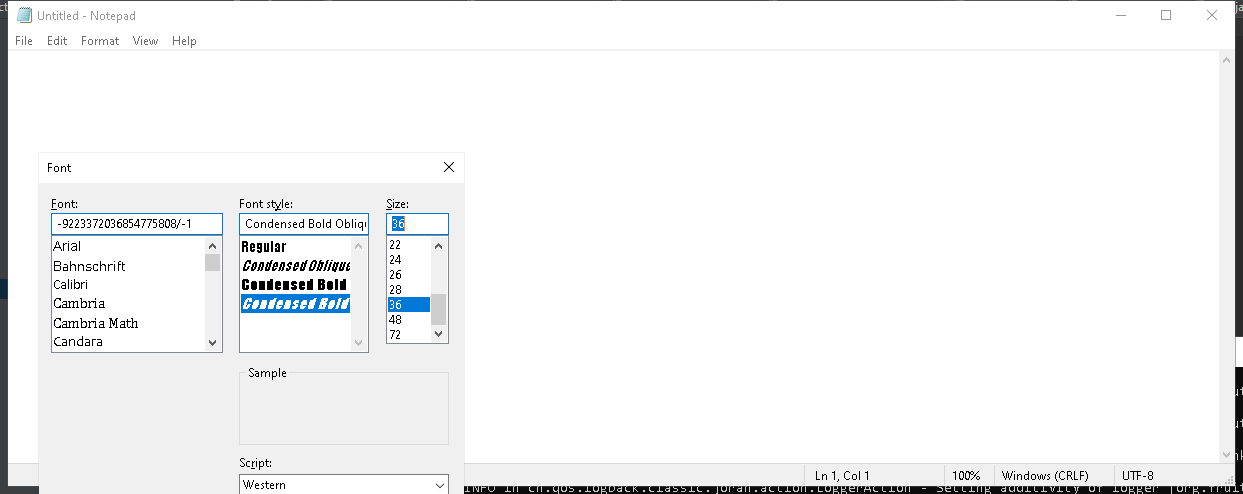 Untitled - Notepad
File Edit Format View Help
Font
Font: Font style: Size:
-9223372036854775808/-1 Condensed Bold Obliqu 36
Arial
Bahnschrift
Calibri
Cambria
Cambria Math
Candara
Regular
Condensed Oblique
Condensed Bold
Condensed Bold
22
24
26
28
36
48
72
Sample
Script:
Western
Ln 1, Col 1 100% Windows (CRLF) UTF-8
INFO in ch.qos.logback.classic.joran.action.LoggerAction - Setting additivity of logger [org.fruit